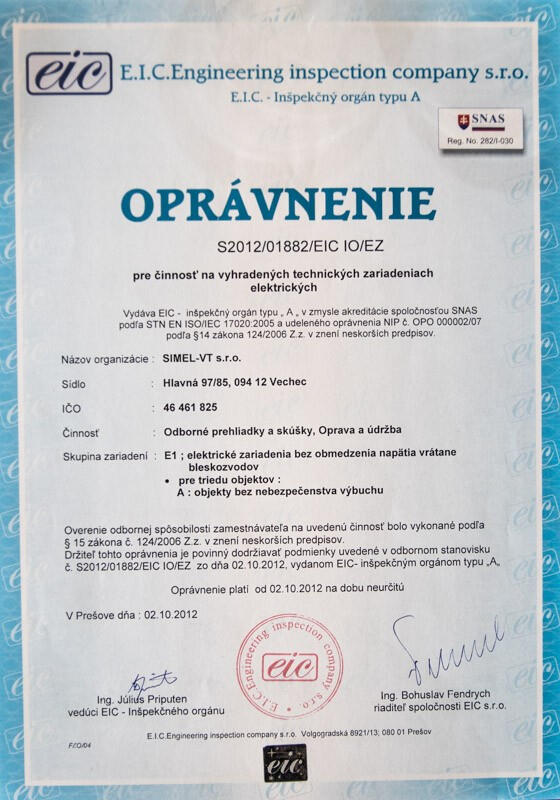 eic
E.I.C.Engineering inspection company s.r.o.
E.I.C. - Inšpekčný orgán typu A
SNAS
Reg. No. 282/I-030
OPRÁVNENIE
S2012/01882/EIC IO/EZ
pre činnosť na vyhradených technických zariadeniach
elektrických
Vydáva EIC - inšpekčný orgán typu „ A „ v zmysle akreditácie spoločnosťou SNAS
podľa STN EN ISO/IEC 17020:2005 a udeleného oprávnenia NIP č. OPO 000002/07
podľa §14 zákona 124/2006 Z.z. v znení neskorších predpisov.
Názov organizácie : SIMEL-VT s.r.o.
Sídlo : Hlavná 97/85, 094 12 Vechec
IČO : 46 461 825
Činnosť : Odborné prehliadky a skúšky, Oprava a údržba
Skupina zariadení : E1 ; elektrické zariadenia bez obmedzenia napätia vrátane
bleskozvodov
• pre triedu objektov :
A : objekty bez nebezpečenstva výbuchu
Overenie odbornej spôsobilosti zamestnávateľa na uvedenú činnosť bolo vykonané podľa
§ 15 zákona č. 124/2006 Z.z. v znení neskorších predpisov.
Držiteľ tohto oprávnenia je povinný dodržiavať podmienky uvedené v odbornom stanovisku
č. S2012/01882/EIC IO/EZ zo dňa 02.10.2012, vydanom EIC- inšpekčným orgánom typu „A„
Oprávnenie platí od 02.10.2012 na dobu neurčitú
V Prešove dňa : 02.10.2012
E.I.C.Engineering inspection company s.r.o.
eic
Ing. Július Priputen
vedúci EIC - Inšpekčného orgánu
Ing. Bohuslav Fendrych
riaditeľ spoločnosti EIC s.r.o.
E.I.C.Engineering inspection company s.r.o. Volgogradská 8921/13; 080 01 Prešov
F/O/04
eic